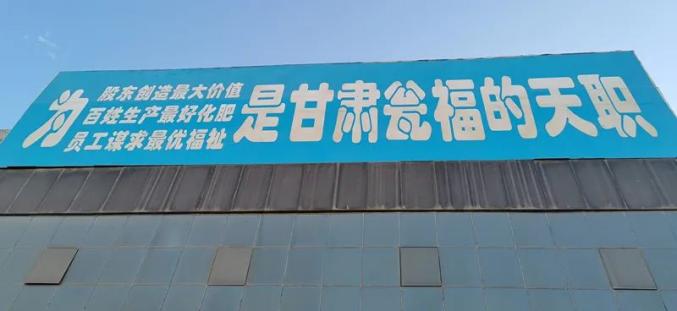 为
股东创造最大价值
百姓生产最好化肥
员工谋求最优福祉
是甘肃瓮福的天职